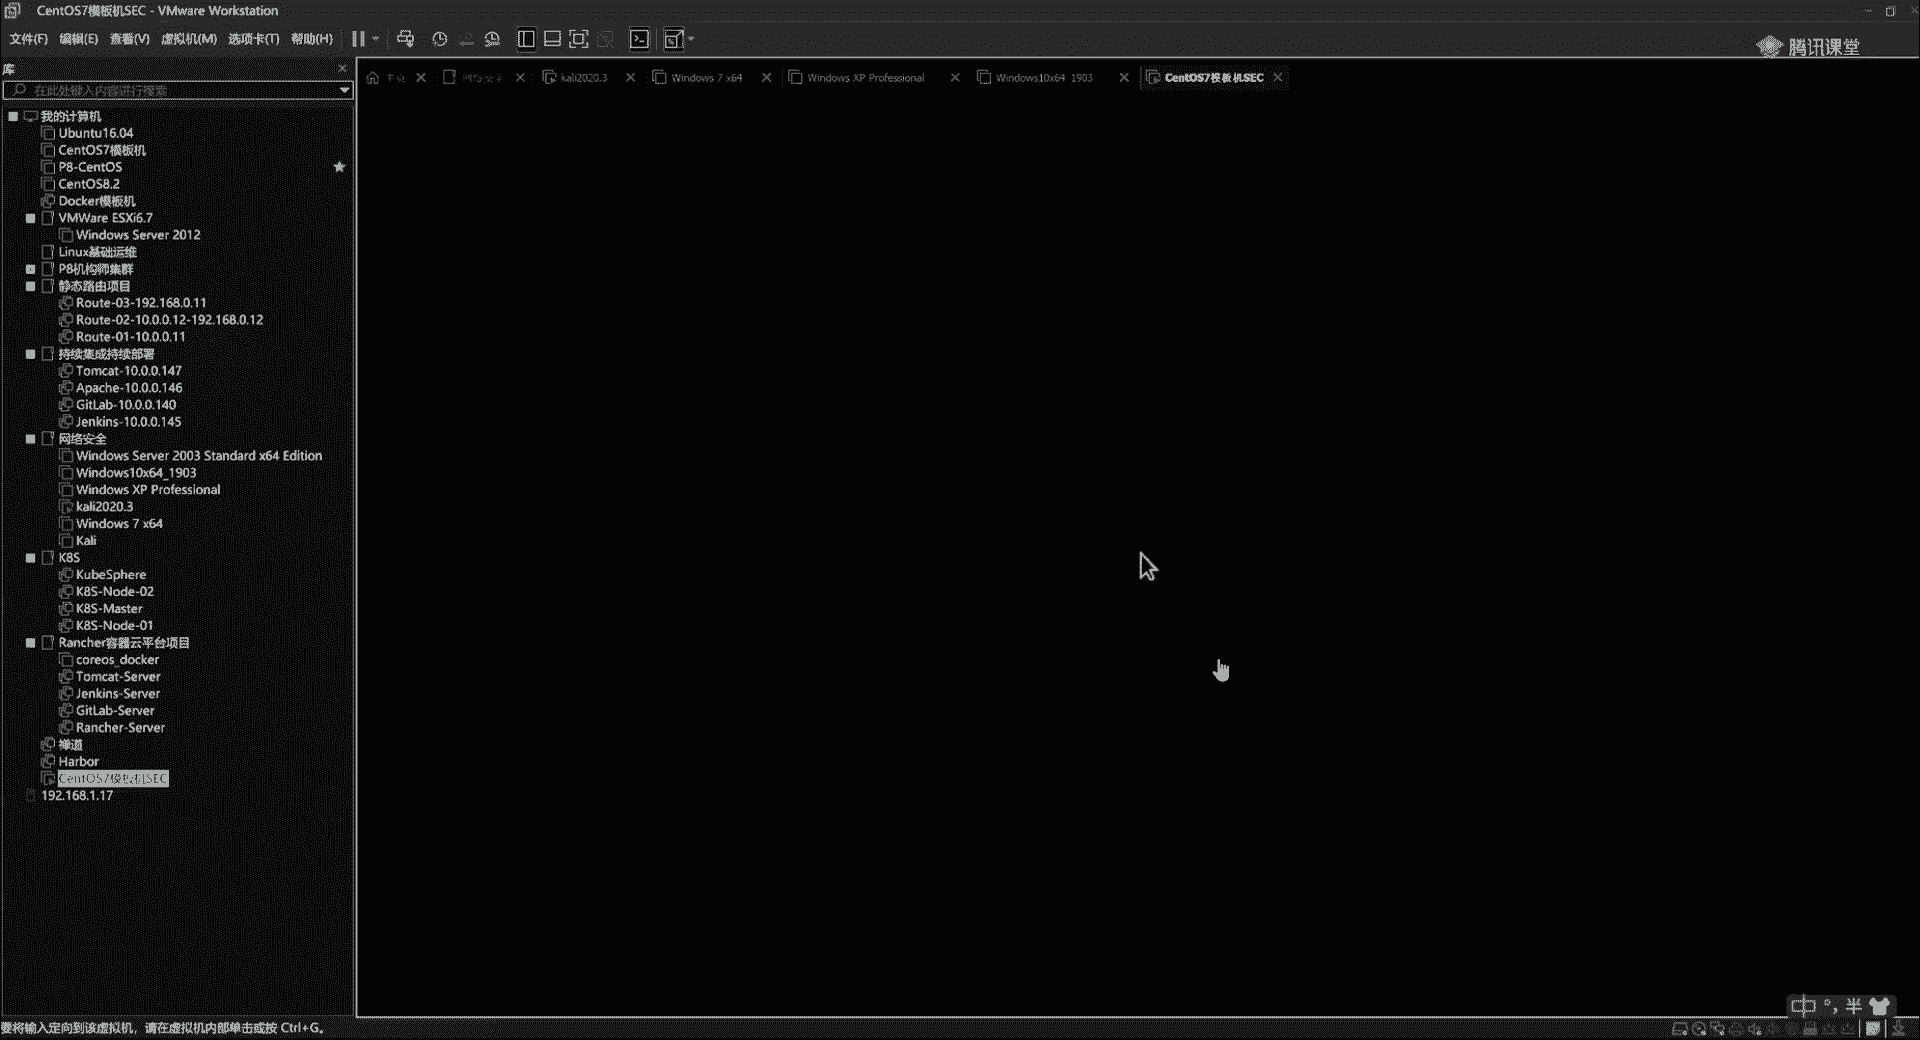 CentOS7模板机SEC - VMware Workstation
文件(F) 编辑(E) 查看(V) 虚拟机(M) 选项卡(T) 帮助(H)
腾讯课堂
库
在此处键入内容进行搜索
kali2020.3 Windows 7 x64 Windows XP Professional Windows10x64_1903 CentOS7模板机SEC
我的计算机
Ubuntu16.04
CentOS7模板机
P8-CentOS
CentOS8.2
Docker模板机
VMWare ESXi6.7
Windows Server 2012
Linux基础运维
P8机构师集群
静态路由项目
Route-03-192.168.0.11
Route-02-10.0.0.12-192.168.0.12
Route-01-10.0.0.11
持续集成持续部署
Tomcat-10.0.0.147
Apache-10.0.0.146
GitLab-10.0.0.140
Jenkins-10.0.0.145
网络安全
Windows Server 2003 Standard x64 Edition
Windows10x64_1903
Windows XP Professional
kali2020.3
Windows 7 x64
Kali
K8S
KubeSphere
K8S-Node-02
K8S-Master
K8S-Node-01
Rancher容器云平台项目
coreos_docker
Tomcat-Server
Jenkins-Server
GitLab-Server
Rancher-Server
禅道
Harbor
CentOS7模板机SEC
192.168.1.17
中 °, 半
要将输入定向到该虚拟机，请在虚拟机内部单击或按 Ctrl+G。